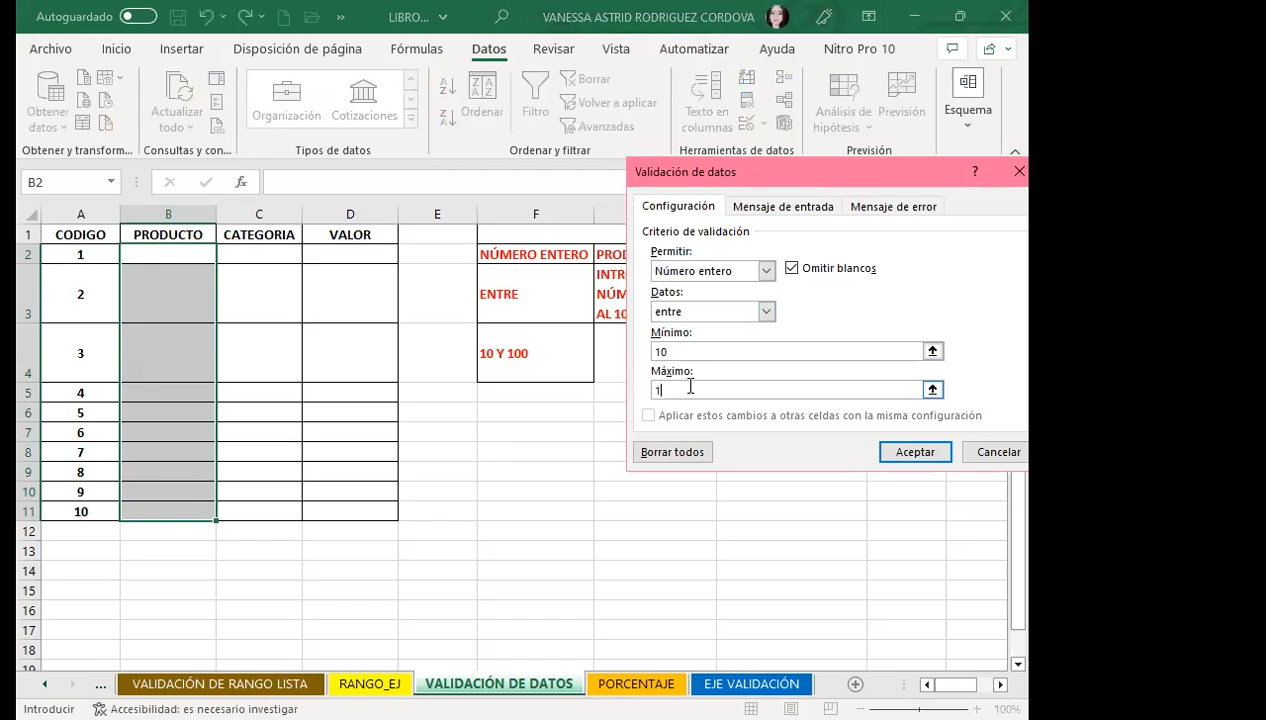 Autoguardado
LIBRO...
VANESSA ASTRID RODRIGUEZ CORDOVA
Archivo Inicio Insertar Disposición de página Fórmulas Datos Revisar Vista Automatizar Ayuda Nitro Pro 10
Obtener datos
Actualizar todo
Organización
Cotizaciones
Ordenar
Filtro
Borrar
Volver a aplicar
Avanzadas
Texto en columnas
Análisis de hipótesis
Previsión
Esquema
Obtener y transform...
Consultas y con...
Tipos de datos
Ordenar y filtrar
Herramientas de datos
Previsión
B2
fx
Validación de datos ?
Configuración Mensaje de entrada Mensaje de error
Criterio de validación
Permitir:
Número entero
Omitir blancos
Datos:
entre
Mínimo:
10
Máximo:
1
Aplicar estos cambios a otras celdas con la misma configuración
Borrar todos Aceptar Cancelar
A B C D E F
1 CODIGO PRODUCTO CATEGORIA VALOR
2 1 NÚMERO ENTERO PROD
3 2 ENTRE INTR
NÚM
AL 10
4 3 10 Y 100
5 4
6 5
7 6
8 7
9 8
10 9
11 10
12
13
14
15
16
17
18
19
... VALIDACIÓN DE RANGO LISTA RANGO_EJ VALIDACIÓN DE DATOS PORCENTAJE EJE VALIDACIÓN
Introducir Accesibilidad: es necesario investigar 100%